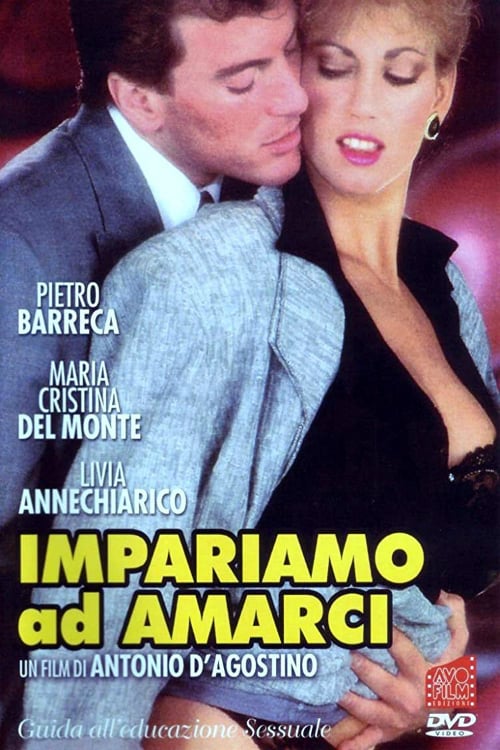 PIETRO
BARRECA
MARIA
CRISTINA
DEL MONTE
LIVIA
ANNECHIARICO
IMPARIAMO
ad AMARCI
UN FILM DI ANTONIO D'AGOSTINO
Guida all'educazione Sessuale
AVO
FILM
EDIZIONI
DVD
VIDEO